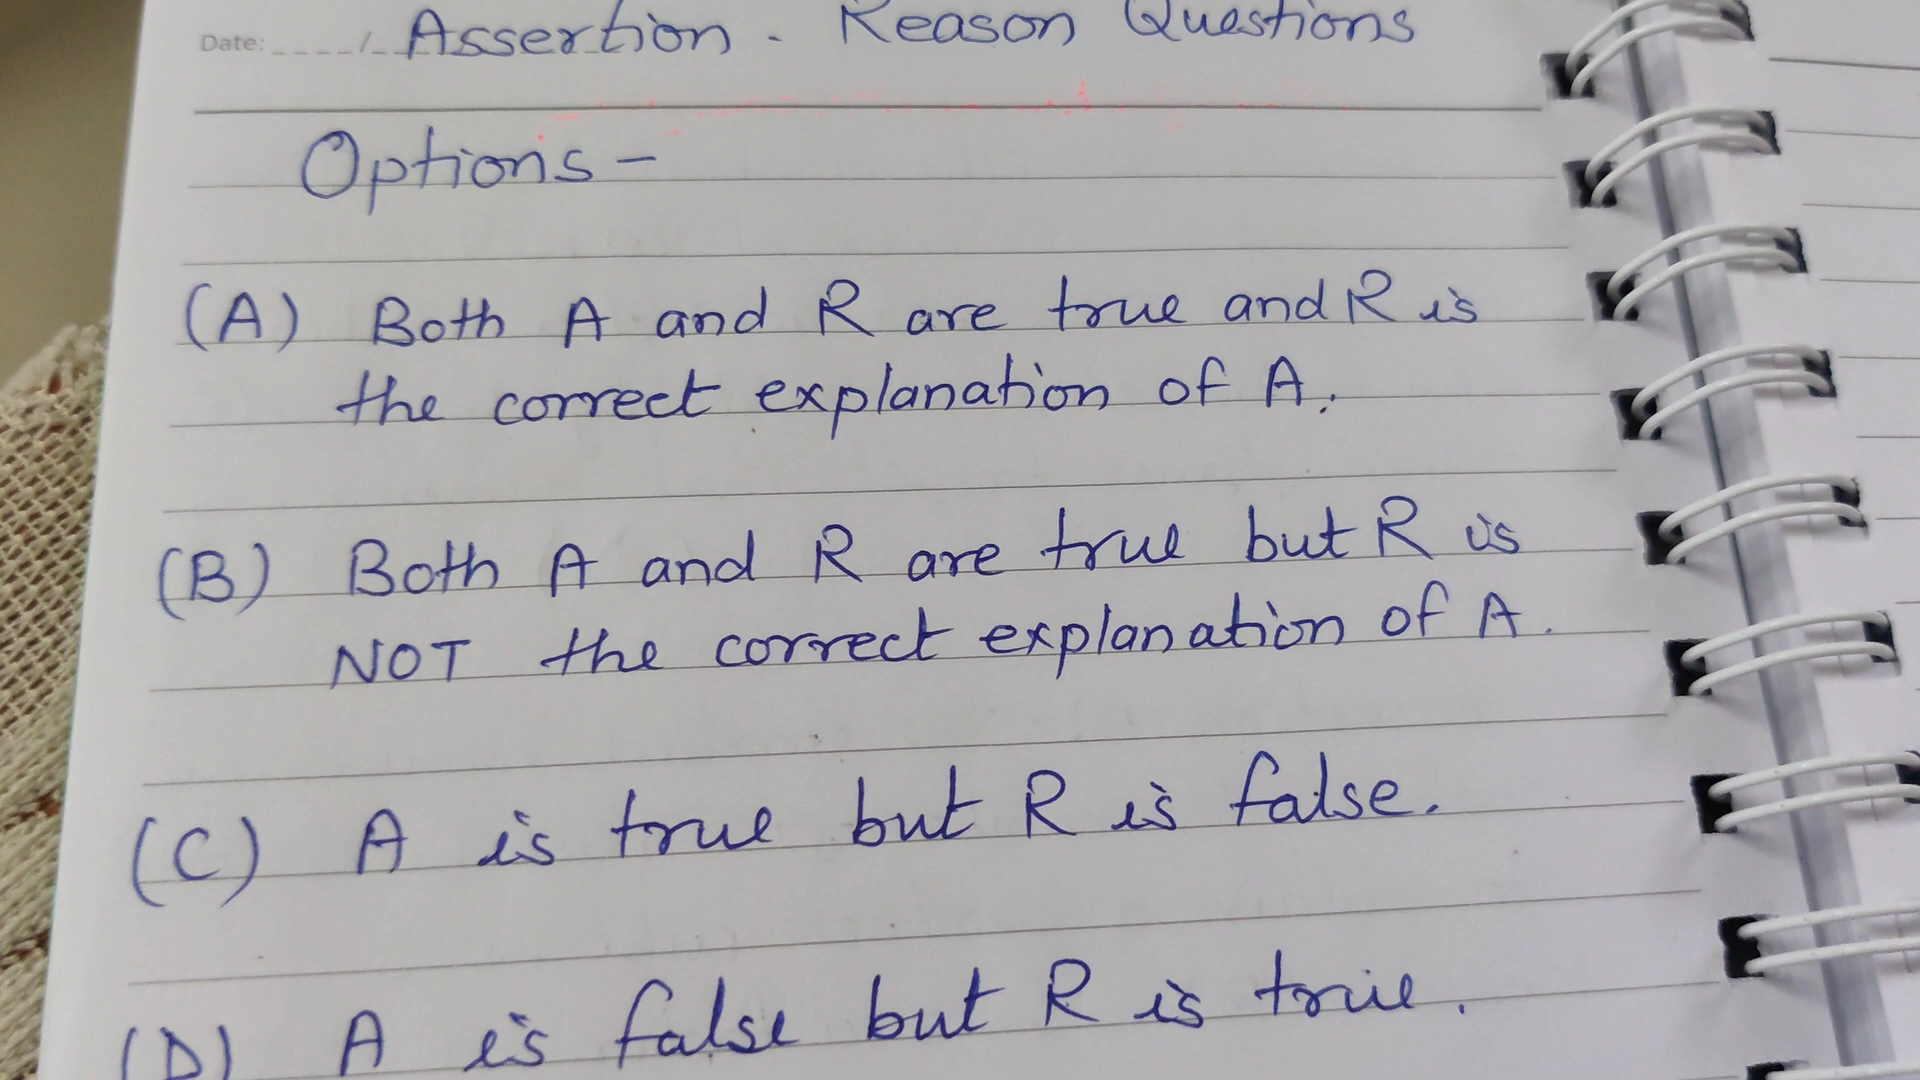 Date: ____/_ Assertion - Reason Questions
Options -
(A) Both A and R are true and R is
the correct explanation of A.
(B) Both A and R are true but R is
NOT the correct explanation of A.
(C) A is true but R is false.
(D) A is false but R is true.